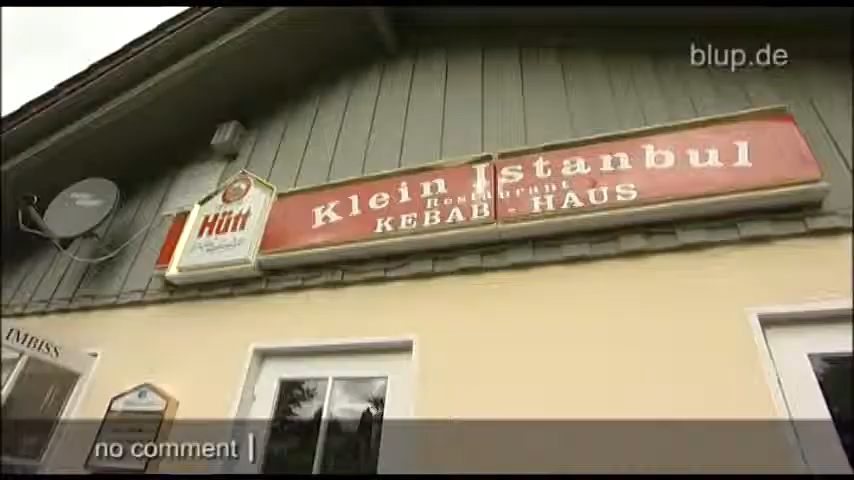 blup.de
Klein Istanbul
Restaurant
KEBAB - HAUS
Hütt
IMBISS
no comment